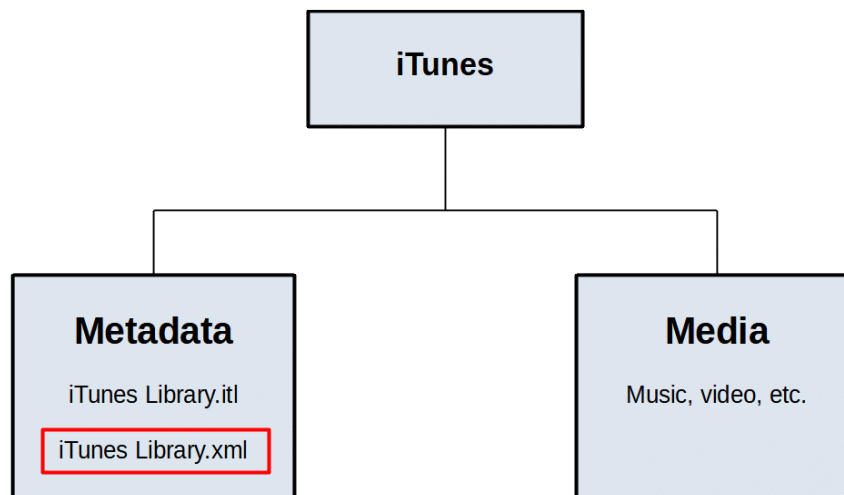 iTunes
Metadata
iTunes Library.itl
iTunes Library.xml
Media
Music, video, etc.